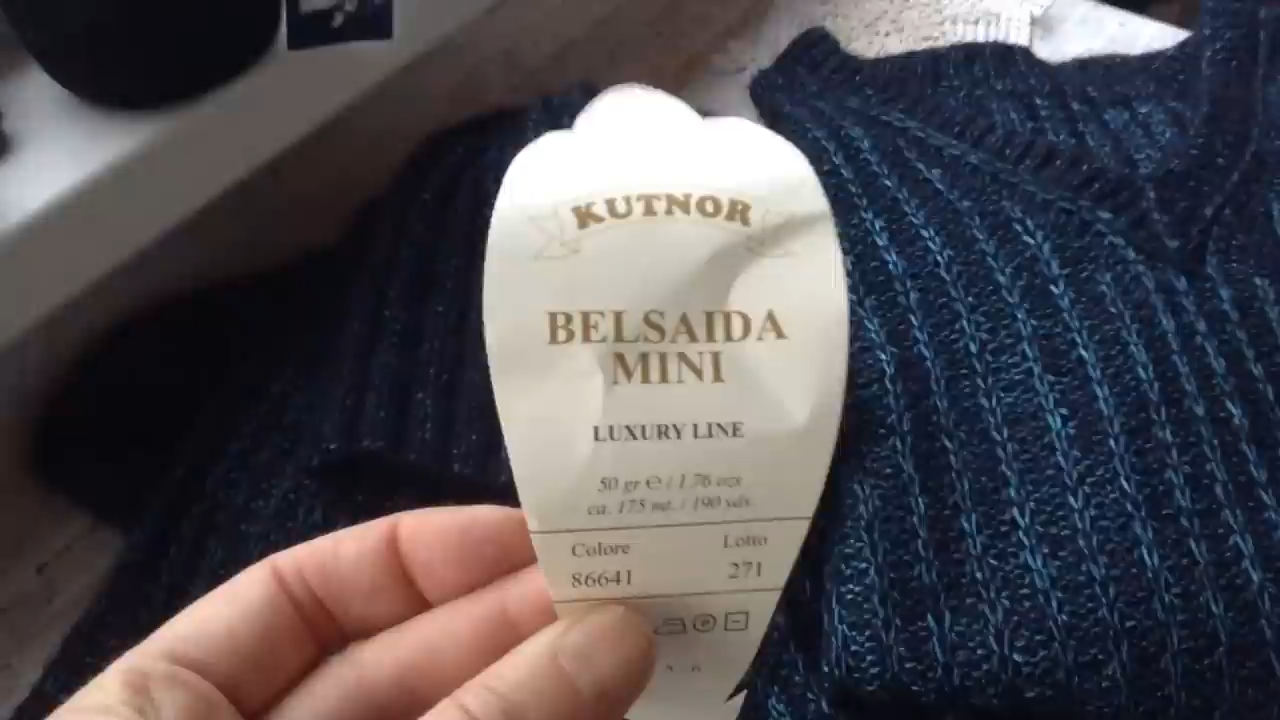 KUTNOR
BELSAIDA
MINI
LUXURY LINE
50 gr ℮ / 1.76 ozs
ca. 175 mt. / 190 yds.
Colore Lotto
86641 271